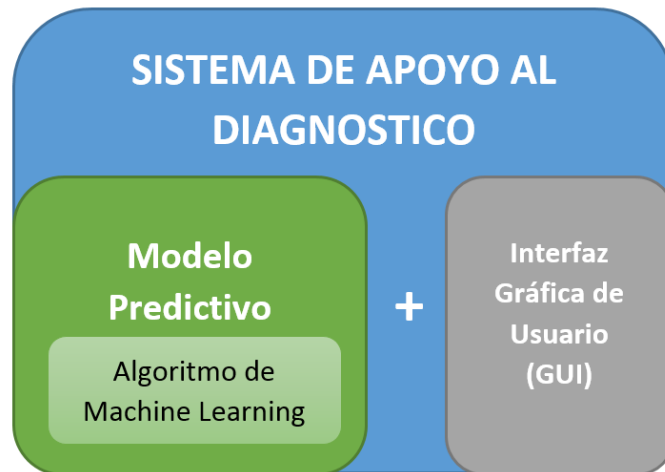 SISTEMA DE APOYO AL
DIAGNOSTICO
Modelo
Predictivo
Algoritmo de
Machine Learning
+
Interfaz
Gráfica de
Usuario
(GUI)